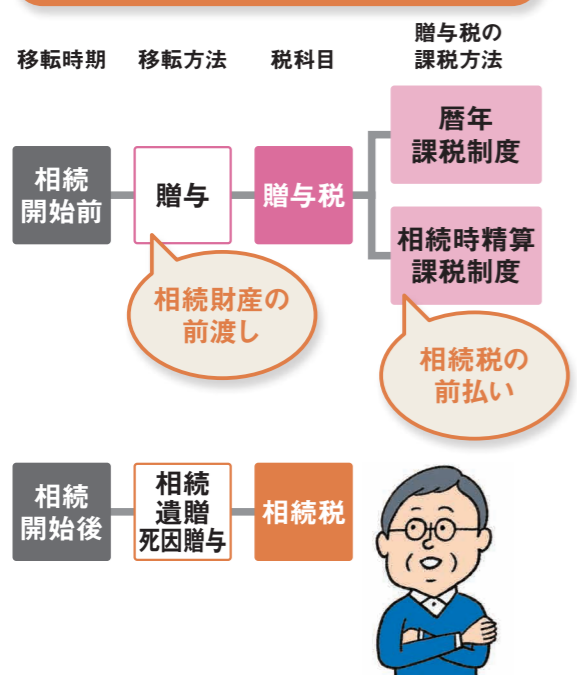 移転時期
移転方法
税科目
贈与税の
課税方法
相続
開始前
贈与
贈与税
暦年
課税制度
相続時精算
課税制度
相続財産の
前渡し
相続税の
前払い
相続
開始後
相続
遺贈
死因贈与
相続税